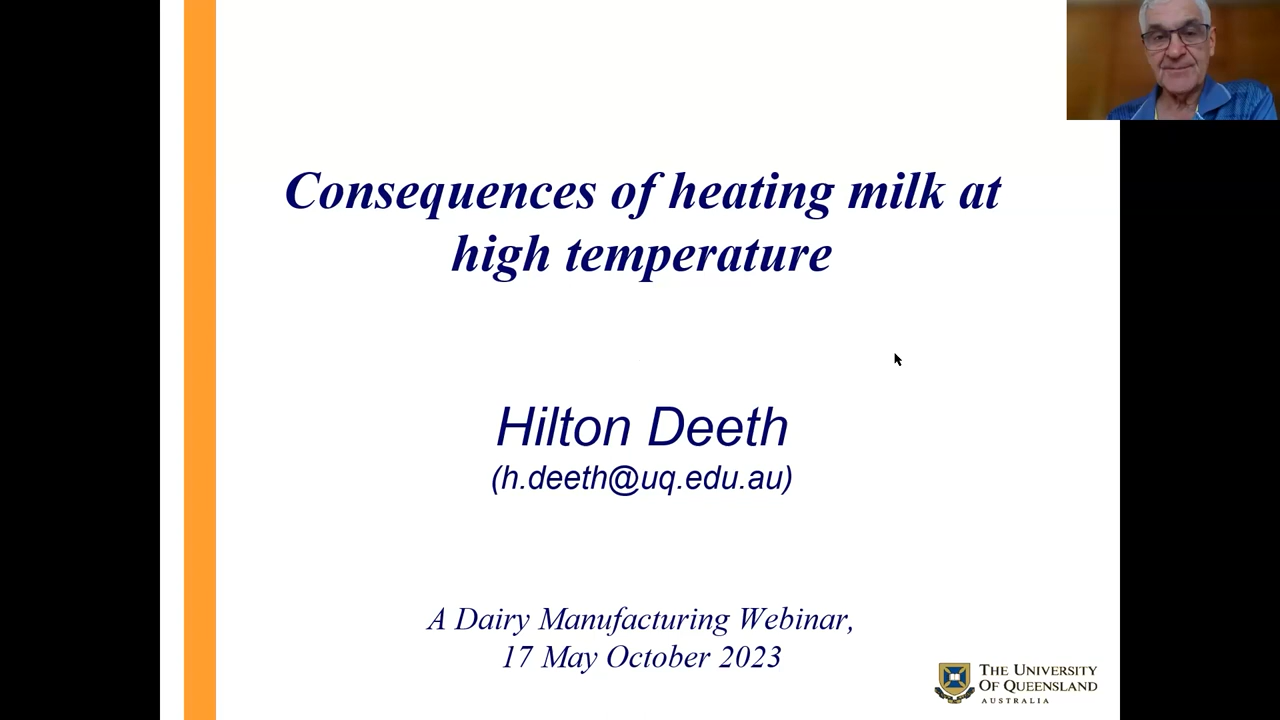 Consequences of heating milk at
high temperature
Hilton Deeth
(h.deeth@uq.edu.au)
A Dairy Manufacturing Webinar,
17 May October 2023
THE UNIVERSITY
OF QUEENSLAND
AUSTRALIA